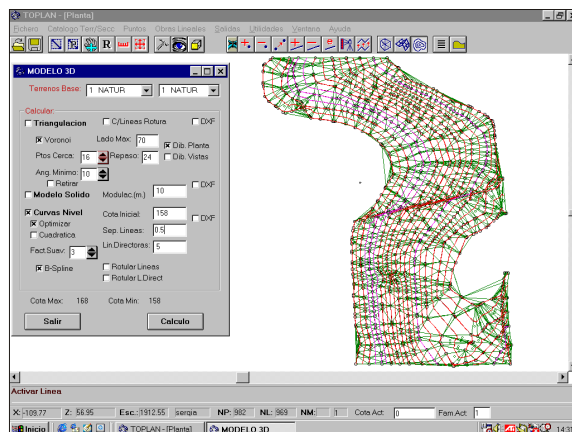 TOPLAN - [Planta]
Fichero Catalogo Terr/Secc Puntos Obras Lineales Salidas Utilidades Ventana Ayuda
R
MODELO 3D
Terrenos Base: 1 NATUR 1 NATUR
Calcular:
Triangulacion C/Lineas Rotura DXF
Voronoi Lado Max: 70
Dib. Planta
Ptos Cerca: 16 Repaso: 24 Dib. Vistas
Ang.Minimo: 10
Retirar DXF
Modelo Solido Modulac.(m.) 10
Curvas Nivel Cota Inicial: 158 DXF
Optimizar
Cuadratica Sep. Lineas: 0.5
Fact.Suav: 3 Lin.Directoras: 5
B-Spline Rotular Lineas
Rotular L.Direct
Cota Max: 168 Cota Min: 158
Salir Calculo
Activar Linea
X: -109.77 Z: 56.95 Esc.: 1912.55 sergia NP: 982 NL: 969 NM: 1 Cota Act: 0 Fam.Act: 1
Inicio TOPLAN - [Planta] MODELO 3D 14:31